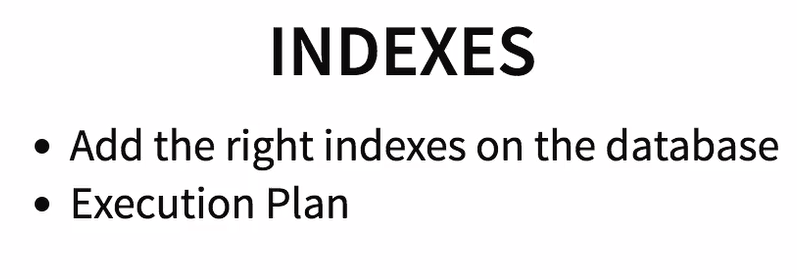 INDEXES
• Add the right indexes on the database
• Execution Plan